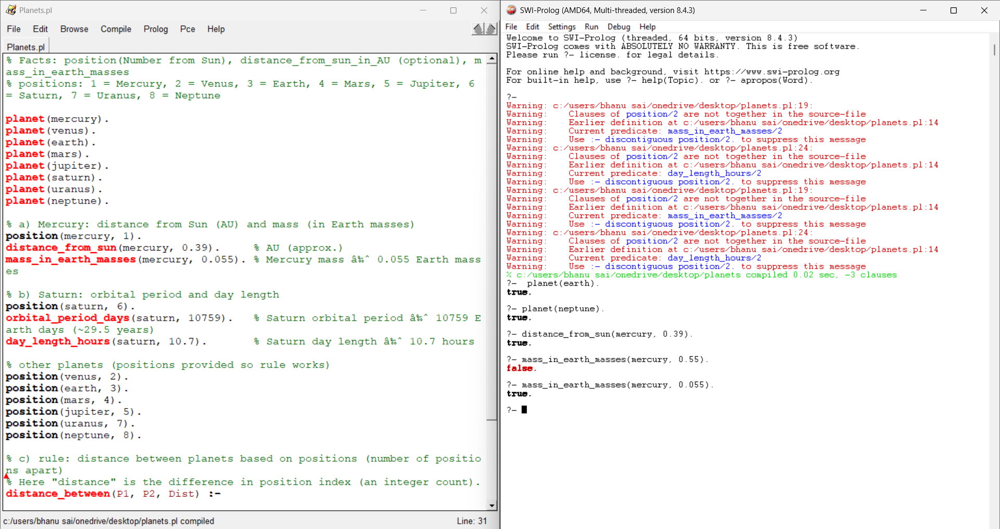 Planets.pl
File Edit Browse Compile Prolog Pce Help
Planets.pl
% Facts: position(Number from Sun), distance_from_sun_in_AU (optional), m
ass_in_earth_masses
% positions: 1 = Mercury, 2 = Venus, 3 = Earth, 4 = Mars, 5 = Jupiter, 6
= Saturn, 7 = Uranus, 8 = Neptune
planet(mercury).
planet(venus).
planet(earth).
planet(mars).
planet(jupiter).
planet(saturn).
planet(uranus).
planet(neptune).
% a) Mercury: distance from Sun (AU) and mass (in Earth masses)
position(mercury, 1).
distance_from_sun(mercury, 0.39).     % AU (approx.)
mass_in_earth_masses(mercury, 0.055). % Mercury mass â‰ˆ 0.055 Earth mass
es
% b) Saturn: orbital period and day length
position(saturn, 6).
orbital_period_days(saturn, 10759).   % Saturn orbital period â‰ˆ 10759 E
arth days (~29.5 years)
day_length_hours(saturn, 10.7).       % Saturn day length â‰ˆ 10.7 hours
% other planets (positions provided so rule works)
position(venus, 2).
position(earth, 3).
position(mars, 4).
position(jupiter, 5).
position(uranus, 7).
position(neptune, 8).
% c) rule: distance between planets based on positions (number of positio
ns apart)
% Here "distance" is the difference in position index (an integer count).
distance_between(P1, P2, Dist) :-
c:/users/bhanu sai/onedrive/desktop/planets.pl compiled
Line: 31
SWI-Prolog (AMD64, Multi-threaded, version 8.4.3)
File Edit Settings Run Debug Help
Welcome to SWI-Prolog (threaded, 64 bits, version 8.4.3)
SWI-Prolog comes with ABSOLUTELY NO WARRANTY. This is free software.
Please run ?- license. for legal details.
For online help and background, visit https://www.swi-prolog.org
For built-in help, use ?- help(Topic). or ?- apropos(Word).
?-
Warning: c:/users/bhanu sai/onedrive/desktop/planets.pl:19:
Warning:    Clauses of position/2 are not together in the source-file
Warning:    Earlier definition at c:/users/bhanu sai/onedrive/desktop/planets.pl:14
Warning:    Current predicate: mass_in_earth_masses/2
Warning:    Use :- discontiguous position/2. to suppress this message
Warning: c:/users/bhanu sai/onedrive/desktop/planets.pl:24:
Warning:    Clauses of position/2 are not together in the source-file
Warning:    Earlier definition at c:/users/bhanu sai/onedrive/desktop/planets.pl:14
Warning:    Current predicate: day_length_hours/2
Warning:    Use :- discontiguous position/2. to suppress this message
Warning: c:/users/bhanu sai/onedrive/desktop/planets.pl:19:
Warning:    Clauses of position/2 are not together in the source-file
Warning:    Earlier definition at c:/users/bhanu sai/onedrive/desktop/planets.pl:14
Warning:    Current predicate: mass_in_earth_masses/2
Warning:    Use :- discontiguous position/2. to suppress this message
Warning: c:/users/bhanu sai/onedrive/desktop/planets.pl:24:
Warning:    Clauses of position/2 are not together in the source-file
Warning:    Earlier definition at c:/users/bhanu sai/onedrive/desktop/planets.pl:14
Warning:    Current predicate: day_length_hours/2
Warning:    Use :- discontiguous position/2. to suppress this message
% c:/users/bhanu sai/onedrive/desktop/planets compiled 0.02 sec, -3 clauses
?-  planet(earth).
true.
?- planet(neptune).
true.
?- distance_from_sun(mercury, 0.39).
true.
?- mass_in_earth_masses(mercury, 0.55).
false.
?- mass_in_earth_masses(mercury, 0.055).
true.
?-